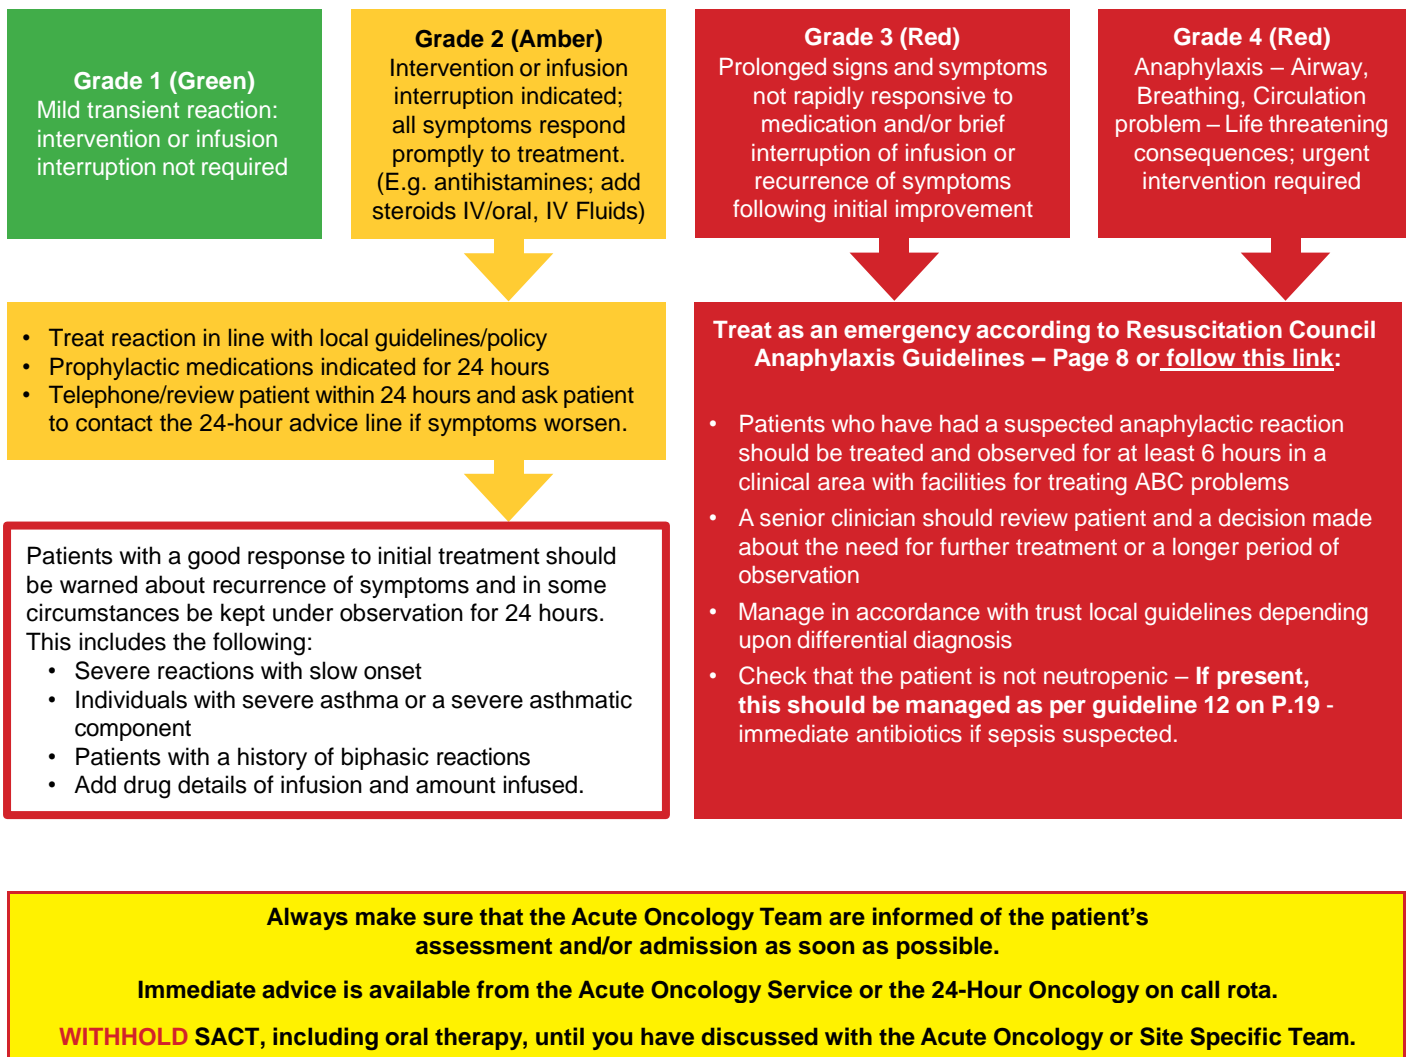 Grade 1 (Green)
Mild transient reaction:
intervention or infusion
interruption not required
Grade 2 (Amber)
Intervention or infusion
interruption indicated;
all symptoms respond
promptly to treatment.
(E.g. antihistamines; add
steroids IV/oral, IV Fluids)
Grade 3 (Red)
Prolonged signs and symptoms
not rapidly responsive to
medication and/or brief
interruption of infusion or
recurrence of symptoms
following initial improvement
Grade 4 (Red)
Anaphylaxis – Airway,
Breathing, Circulation
problem – Life threatening
consequences; urgent
intervention required
• Treat reaction in line with local guidelines/policy
• Prophylactic medications indicated for 24 hours
• Telephone/review patient within 24 hours and ask patient
to contact the 24-hour advice line if symptoms worsen.
Patients with a good response to initial treatment should
be warned about recurrence of symptoms and in some
circumstances be kept under observation for 24 hours.
This includes the following:
• Severe reactions with slow onset
• Individuals with severe asthma or a severe asthmatic
component
• Patients with a history of biphasic reactions
• Add drug details of infusion and amount infused.
Treat as an emergency according to Resuscitation Council
Anaphylaxis Guidelines – Page 8 or follow this link:
• Patients who have had a suspected anaphylactic reaction
should be treated and observed for at least 6 hours in a
clinical area with facilities for treating ABC problems
• A senior clinician should review patient and a decision made
about the need for further treatment or a longer period of
observation
• Manage in accordance with trust local guidelines depending
upon differential diagnosis
• Check that the patient is not neutropenic – If present,
this should be managed as per guideline 12 on P.19 -
immediate antibiotics if sepsis suspected.
Always make sure that the Acute Oncology Team are informed of the patient’s
assessment and/or admission as soon as possible.
Immediate advice is available from the Acute Oncology Service or the 24-Hour Oncology on call rota.
WITHHOLD SACT, including oral therapy, until you have discussed with the Acute Oncology or Site Specific Team.